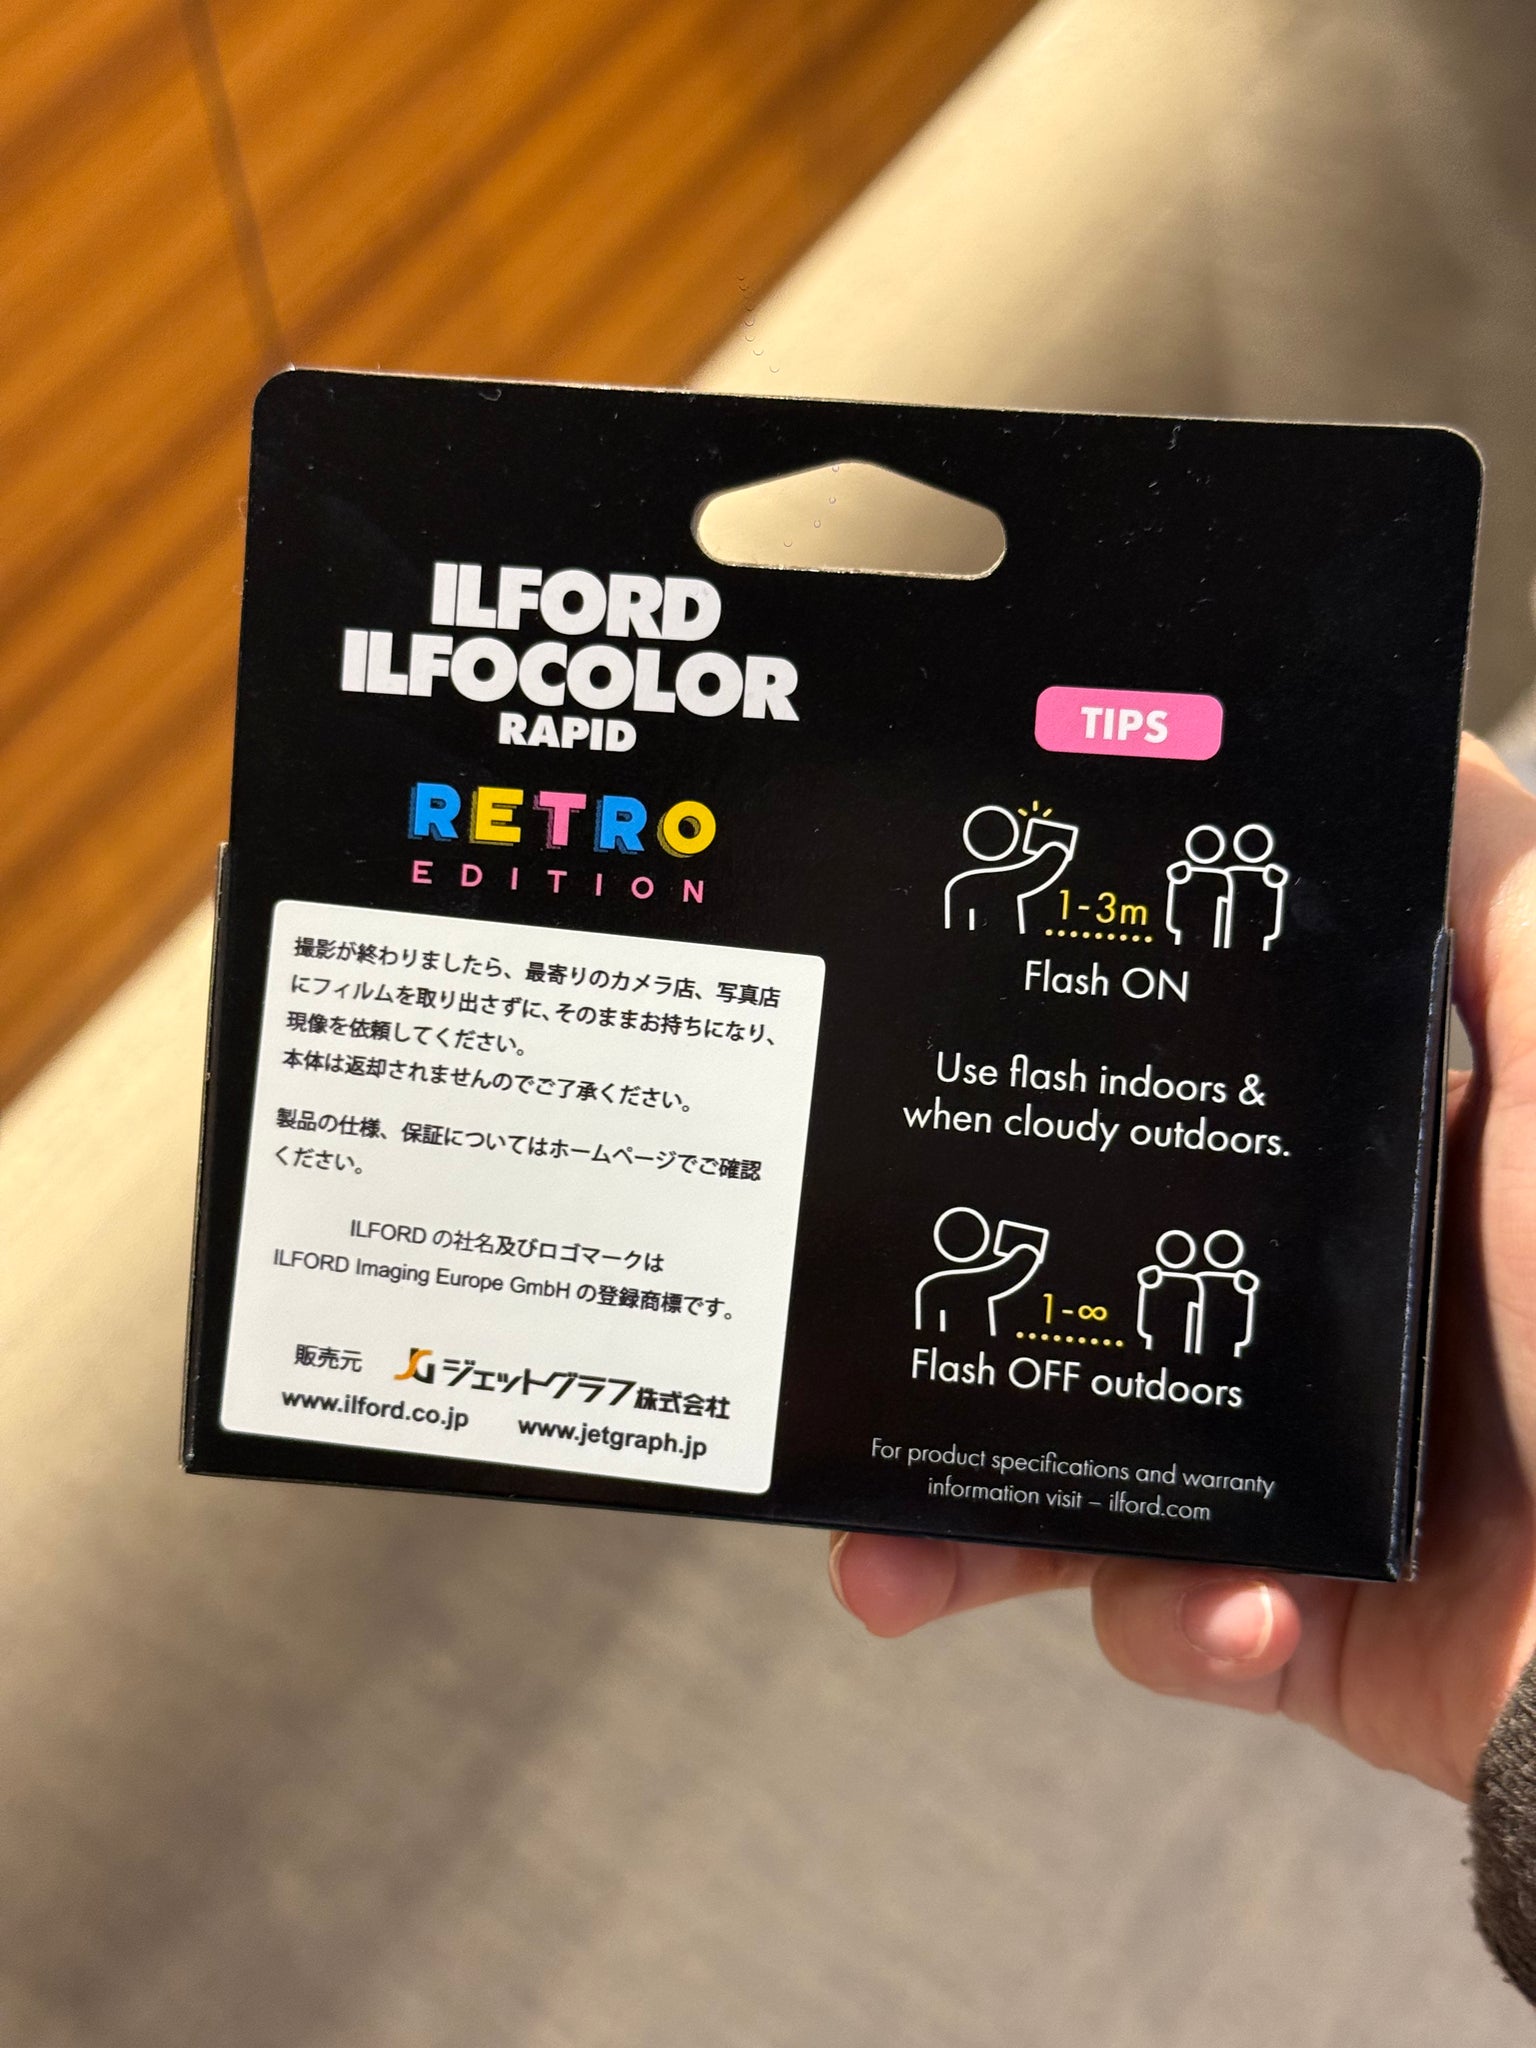 ILFORD
ILFOCOLOR
RAPID
RETRO
EDITION
撮影が終わりましたら、最寄りのカメラ店、写真店
にフィルムを取り出さずに、そのままお持ちになり、
現像を依頼してください。
本体は返却されませんのでご了承ください。
製品の仕様、保証についてはホームページでご確認
ください。
ILFORD の社名及びロゴマークは
ILFORD Imaging Europe GmbH の登録商標です。
販売元 JG ジェットグラフ株式会社
www.ilford.co.jp www.jetgraph.jp
TIPS
1-3m
Flash ON
Use flash indoors &
when cloudy outdoors.
1-∞
Flash OFF outdoors
For product specifications and warranty
information visit – ilford.com